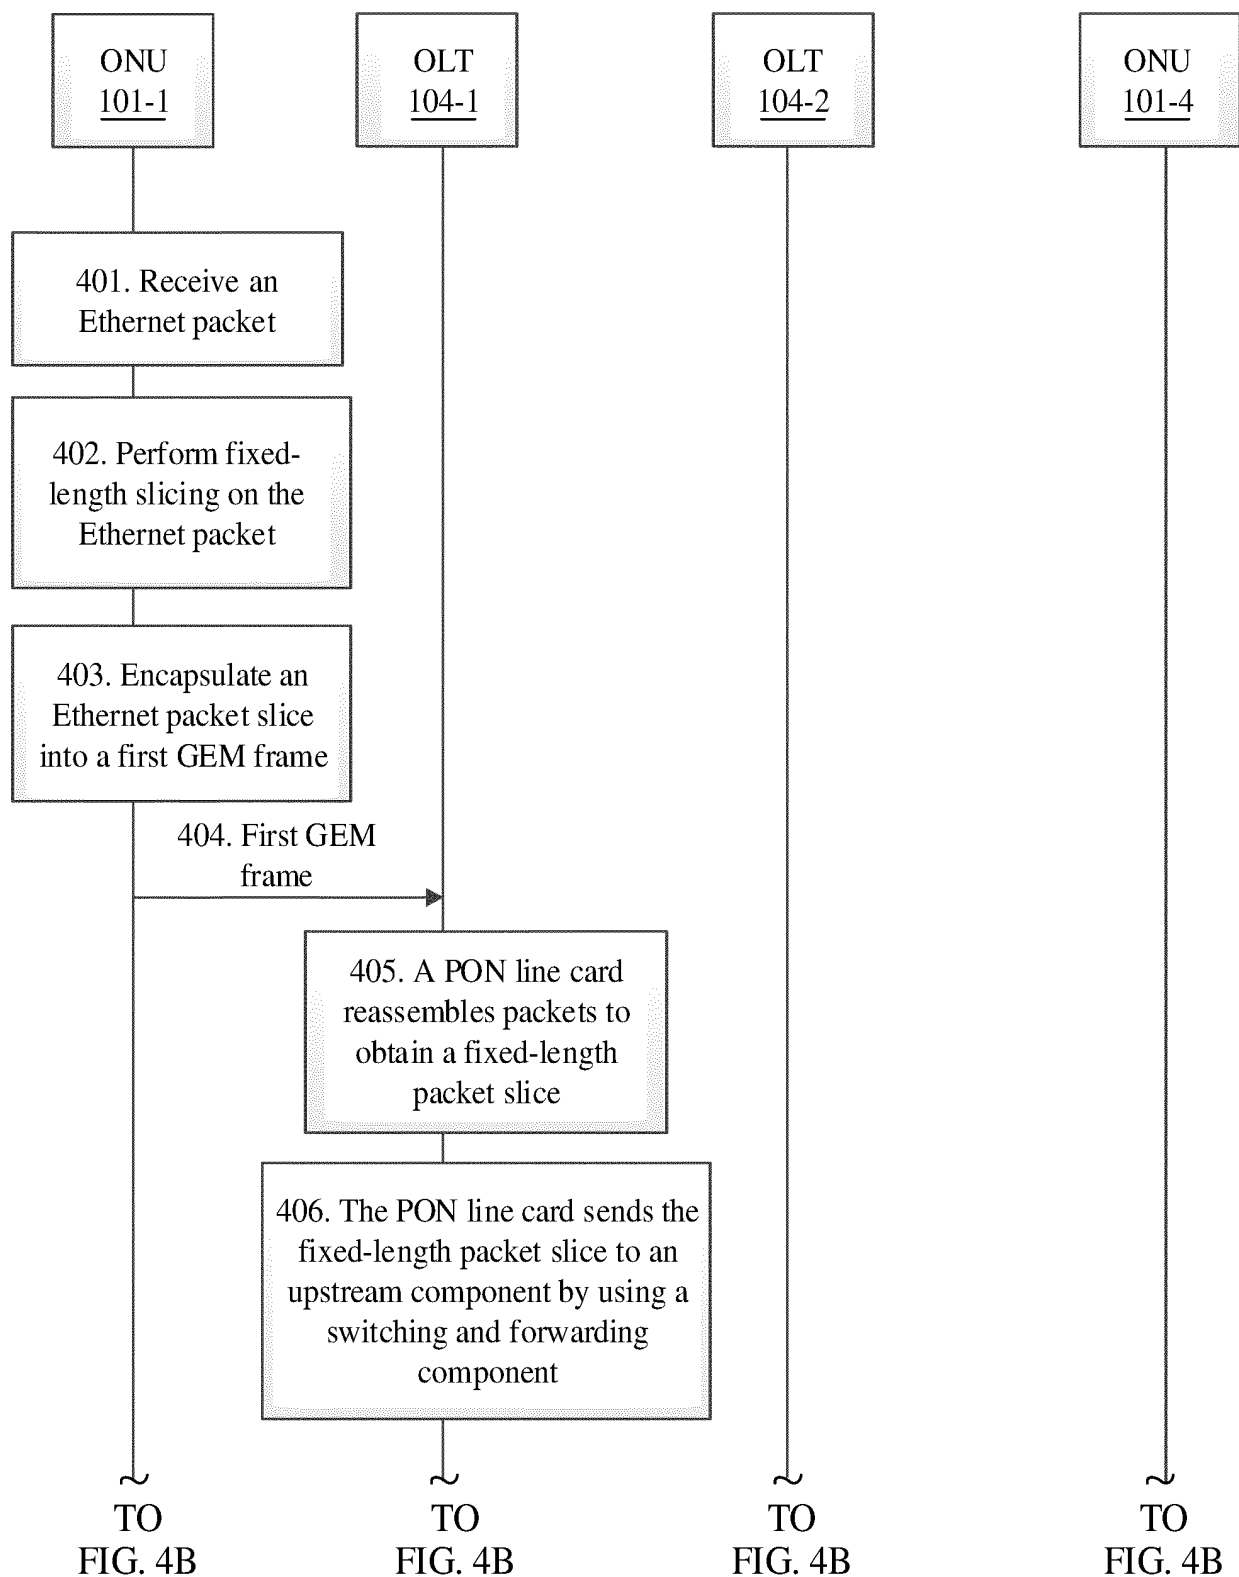 ONU
101-1
OLT
104-1
OLT
104-2
ONU
101-4
401. Receive an
Ethernet packet
402. Perform fixed-
length slicing on the
Ethernet packet
403. Encapsulate an
Ethernet packet slice
into a first GEM frame
404. First GEM
frame
405. A PON line card
reassembles packets to
obtain a fixed-length
packet slice
406. The PON line card sends the
fixed-length packet slice to an
upstream component by using a
switching and forwarding
component
TO
FIG. 4B
TO
FIG. 4B
TO
FIG. 4B
TO
FIG. 4B